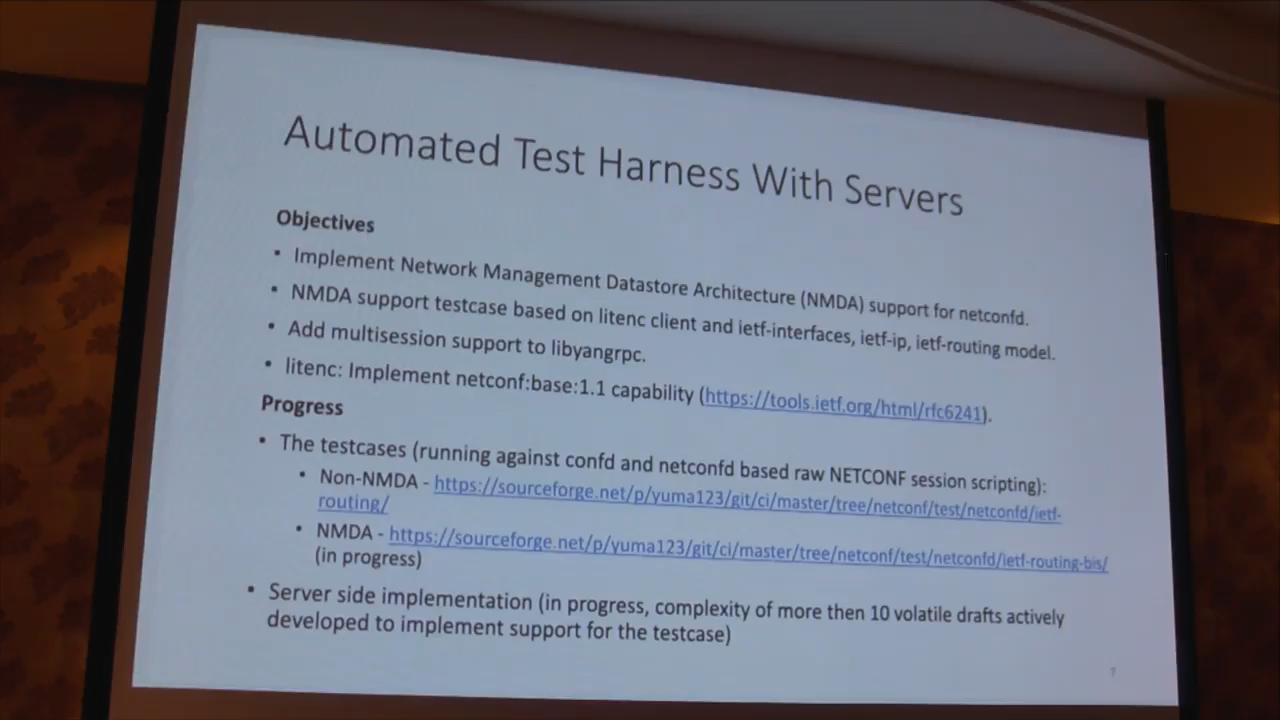 Automated Test Harness With Servers
Objectives
• Implement Network Management Datastore Architecture (NMDA) support for netconfd.
• NMDA support testcase based on litenc client and ietf-interfaces, ietf-ip, ietf-routing model.
• Add multisession support to libyangrpc.
• litenc: Implement netconf:base:1.1 capability (https://tools.ietf.org/html/rfc6241).
Progress
• The testcases (running against confd and netconfd based raw NETCONF session scripting):
• Non-NMDA - https://sourceforge.net/p/yuma123/git/ci/master/tree/netconf/test/netconfd/ietf-
routing/
• NMDA - https://sourceforge.net/p/yuma123/git/ci/master/tree/netconf/test/netconfd/ietf-routing-bis/
(in progress)
• Server side implementation (in progress, complexity of more then 10 volatile drafts actively
developed to implement support for the testcase)
7